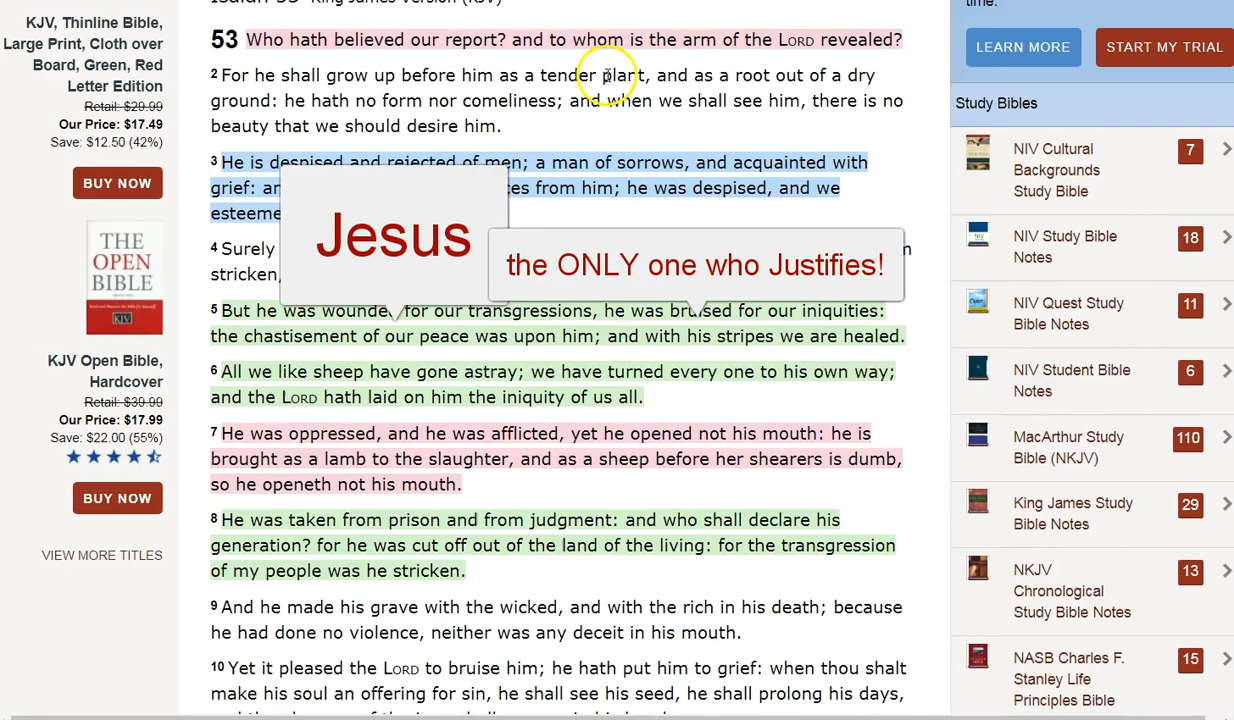 Isaiah 53 King James Version (KJV)
53 Who hath believed our report? and to whom is the arm of the LORD revealed?
2 For he shall grow up before him as a tender plant, and as a root out of a dry
ground: he hath no form nor comeliness; and when we shall see him, there is no
beauty that we should desire him.
3 He is despised and rejected of men; a man of sorrows, and acquainted with
grief: from him; he was despised, and we
4 Surely
stricken,
Jesus
the ONLY one who Justifies!
5 But he was wounded for our transgressions, he was bruised for our iniquities:
the chastisement of our peace was upon him; and with his stripes we are healed.
6 All we like sheep have gone astray; we have turned every one to his own way;
and the LORD hath laid on him the iniquity of us all.
7 He was oppressed, and he was afflicted, yet he opened not his mouth: he is
brought as a lamb to the slaughter, and as a sheep before her shearers is dumb,
so he openeth not his mouth.
8 He was taken from prison and from judgment: and who shall declare his
generation? for he was cut off out of the land of the living: for the transgression
of my people was he stricken.
9 And he made his grave with the wicked, and with the rich in his death; because
he had done no violence, neither was any deceit in his mouth.
10 Yet it pleased the LORD to bruise him; he hath put him to grief: when thou shalt
make his soul an offering for sin, he shall see his seed, he shall prolong his days,
KJV, Thinline Bible,
Large Print, Cloth over
Board, Green, Red
Letter Edition
Retail: $29.99
Our Price: $17.49
Save: $12.50 (42%)
BUY NOW
THE
OPEN
BIBLE
KJV
KJV Open Bible,
Hardcover
Retail: $39.99
Our Price: $17.99
Save: $22.00 (55%)
BUY NOW
VIEW MORE TITLES
time.
LEARN MORE
START MY TRIAL
Study Bibles
NIV Cultural
Backgrounds
Study Bible
7
NIV Study Bible
Notes
18
NIV Quest Study
Bible Notes
11
NIV Student Bible
Notes
6
MacArthur Study
Bible (NKJV)
110
King James Study
Bible Notes
29
NKJV
Chronological
Study Bible Notes
13
NASB Charles F.
Stanley Life
Principles Bible
15